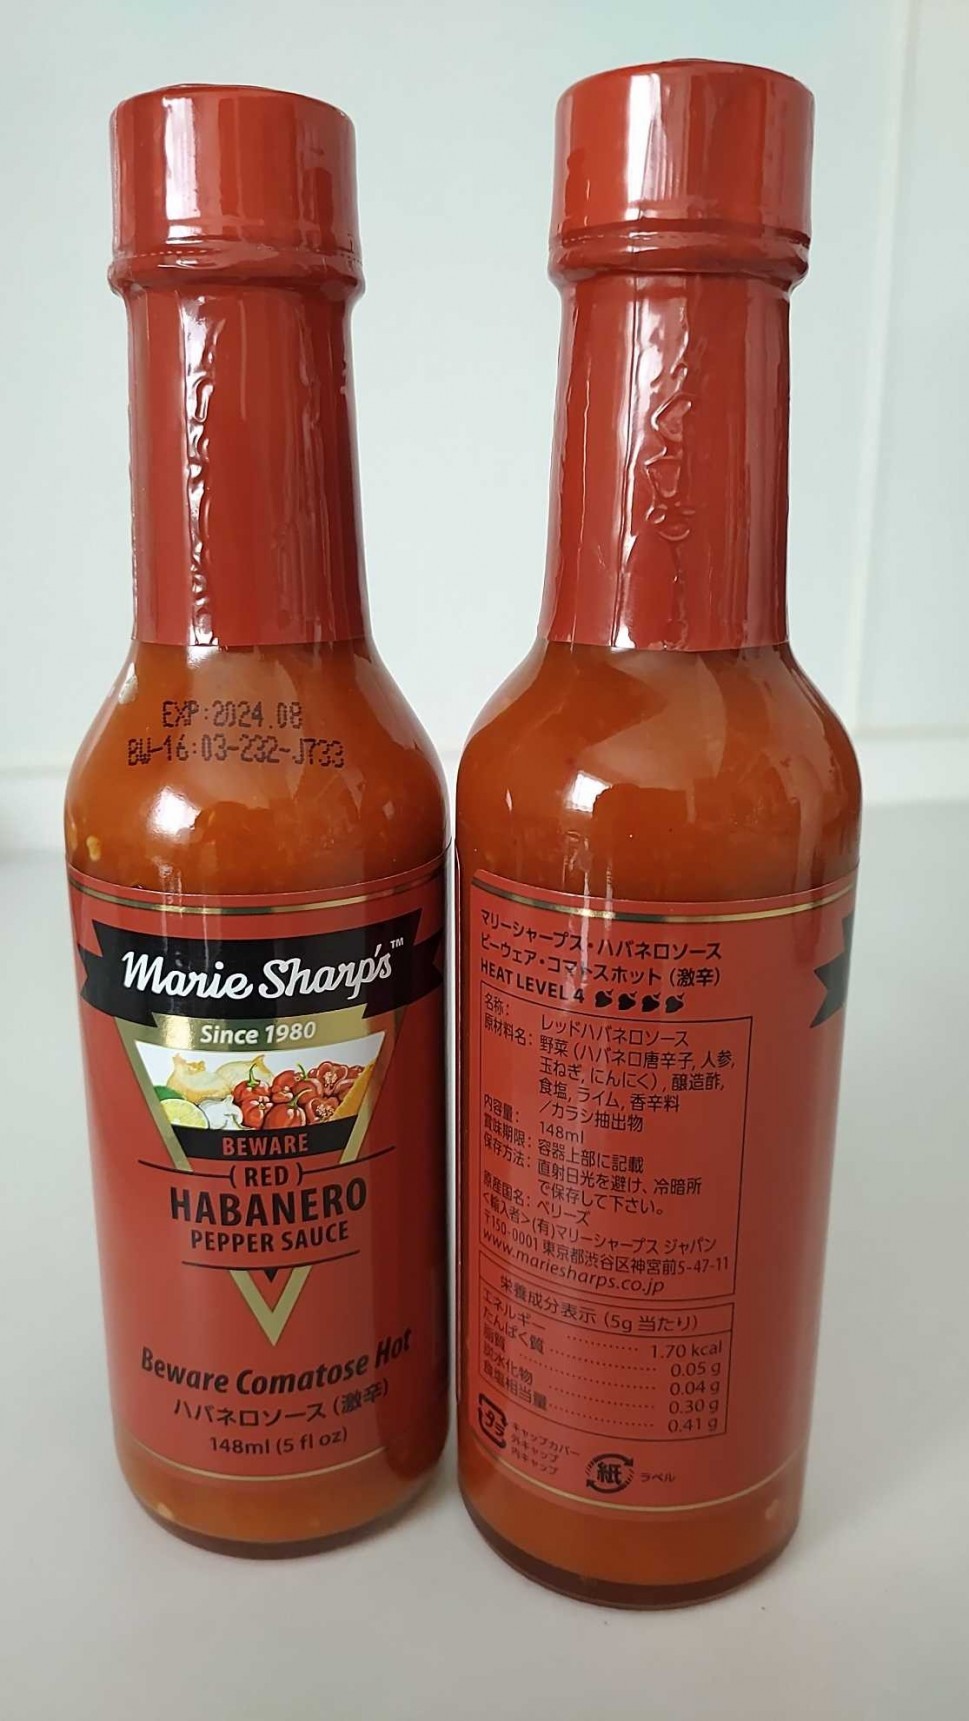 EXP:2024.08
BW-16:03-232-J733
Marie Sharp's™
Since 1980
BEWARE
(RED)
HABANERO
PEPPER SAUCE
Beware Comatose Hot
ハバネロソース (激辛)
148ml (5 fl oz)
マリーシャープス・ハバネロソース
ビーウェア・コマトスホット (激辛)
HEAT LEVEL 4
名称: レッドハバネロソース
原材料名: 野菜 (ハバネロ唐辛子, 人参,
玉ねぎ, にんにく), 醸造酢,
食塩, ライム, 香辛料
/カラシ抽出物
内容量: 148ml
賞味期限: 容器上部に記載
保存方法: 直射日光を避け、冷暗所
で保存して下さい。
原産国名: ベリーズ
<輸入者>(有)マリーシャープス ジャパン
〒150-0001 東京都渋谷区神宮前5-47-11
www.mariesharps.co.jp
栄養成分表示 (5g 当たり)
エネルギー 1.70 kcal
たんぱく質 0.05 g
脂質 0.04 g
炭水化物 0.30 g
食塩相当量 0.41 g
プラ
キャップカバー
外キャップ
内キャップ
紙
ラベル